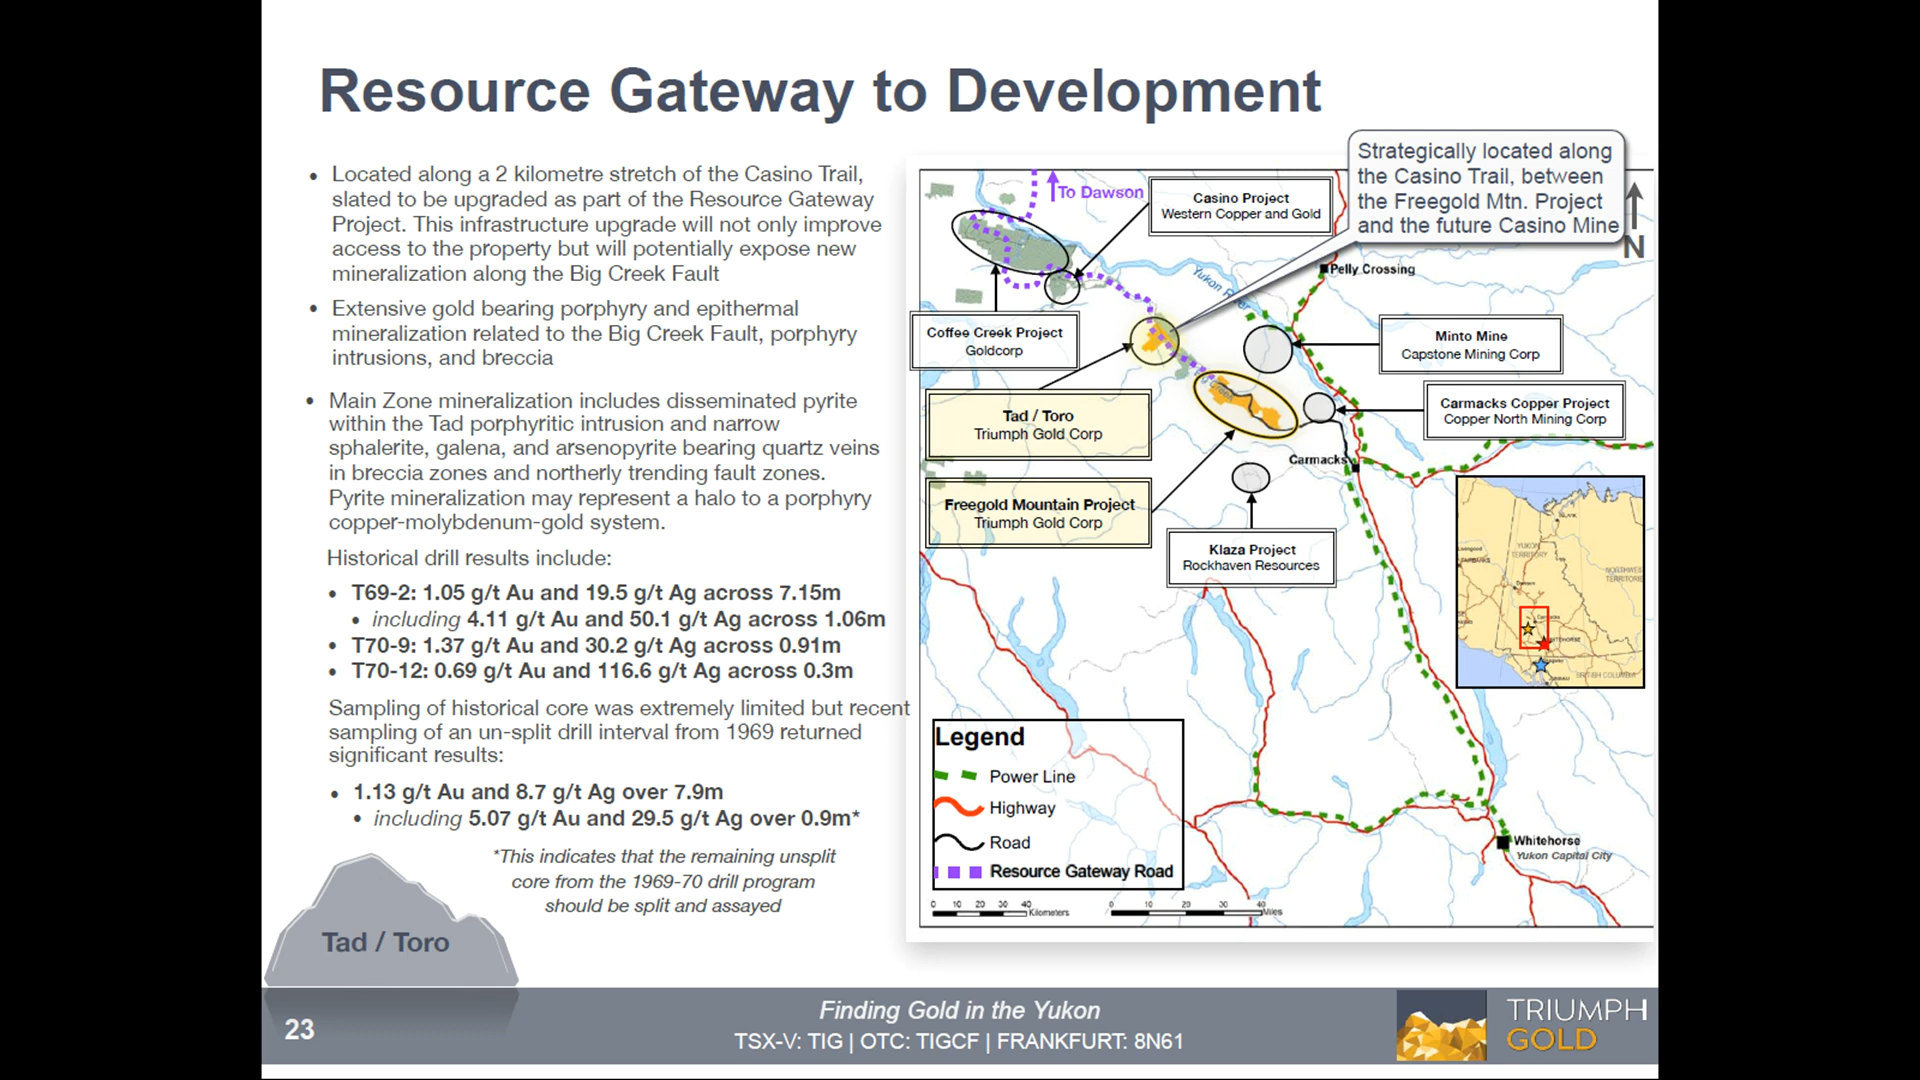 Resource Gateway to Development
• Located along a 2 kilometre stretch of the Casino Trail,
slated to be upgraded as part of the Resource Gateway
Project. This infrastructure upgrade will not only improve
access to the property but will potentially expose new
mineralization along the Big Creek Fault
• Extensive gold bearing porphyry and epithermal
mineralization related to the Big Creek Fault, porphyry
intrusions, and breccia
• Main Zone mineralization includes disseminated pyrite
within the Tad porphyritic intrusion and narrow
sphalerite, galena, and arsenopyrite bearing quartz veins
in breccia zones and northerly trending fault zones.
Pyrite mineralization may represent a halo to a porphyry
copper-molybdenum-gold system.
Historical drill results include:
• T69-2: 1.05 g/t Au and 19.5 g/t Ag across 7.15m
• including 4.11 g/t Au and 50.1 g/t Ag across 1.06m
• T70-9: 1.37 g/t Au and 30.2 g/t Ag across 0.91m
• T70-12: 0.69 g/t Au and 116.6 g/t Ag across 0.3m
Sampling of historical core was extremely limited but recent
sampling of an un-split drill interval from 1969 returned
significant results:
• 1.13 g/t Au and 8.7 g/t Ag over 7.9m
• including 5.07 g/t Au and 29.5 g/t Ag over 0.9m*
*This indicates that the remaining unsplit
core from the 1969-70 drill program
should be split and assayed
Tad / Toro
Strategically located along
the Casino Trail, between
the Freegold Mtn. Project
and the future Casino Mine
N
To Dawson
Casino Project
Western Copper and Gold
Pelly Crossing
Yukon River
Coffee Creek Project
Goldcorp
Minto Mine
Capstone Mining Corp
Tad / Toro
Triumph Gold Corp
Carmacks Copper Project
Copper North Mining Corp
Carmacks
Freegold Mountain Project
Triumph Gold Corp
Klaza Project
Rockhaven Resources
YUKON
TERRITORY
NORTHWEST
BRITISH COLUMBIA
Legend
Power Line
Highway
Road
Resource Gateway Road
0 10 20 30 40 Kilometers
0 10 20 30 40 Miles
Whitehorse
Yukon Capital City
23
Finding Gold in the Yukon
TSX-V: TIG | OTC: TIGCF | FRANKFURT: 8N61
TRIUMPH
GOLD